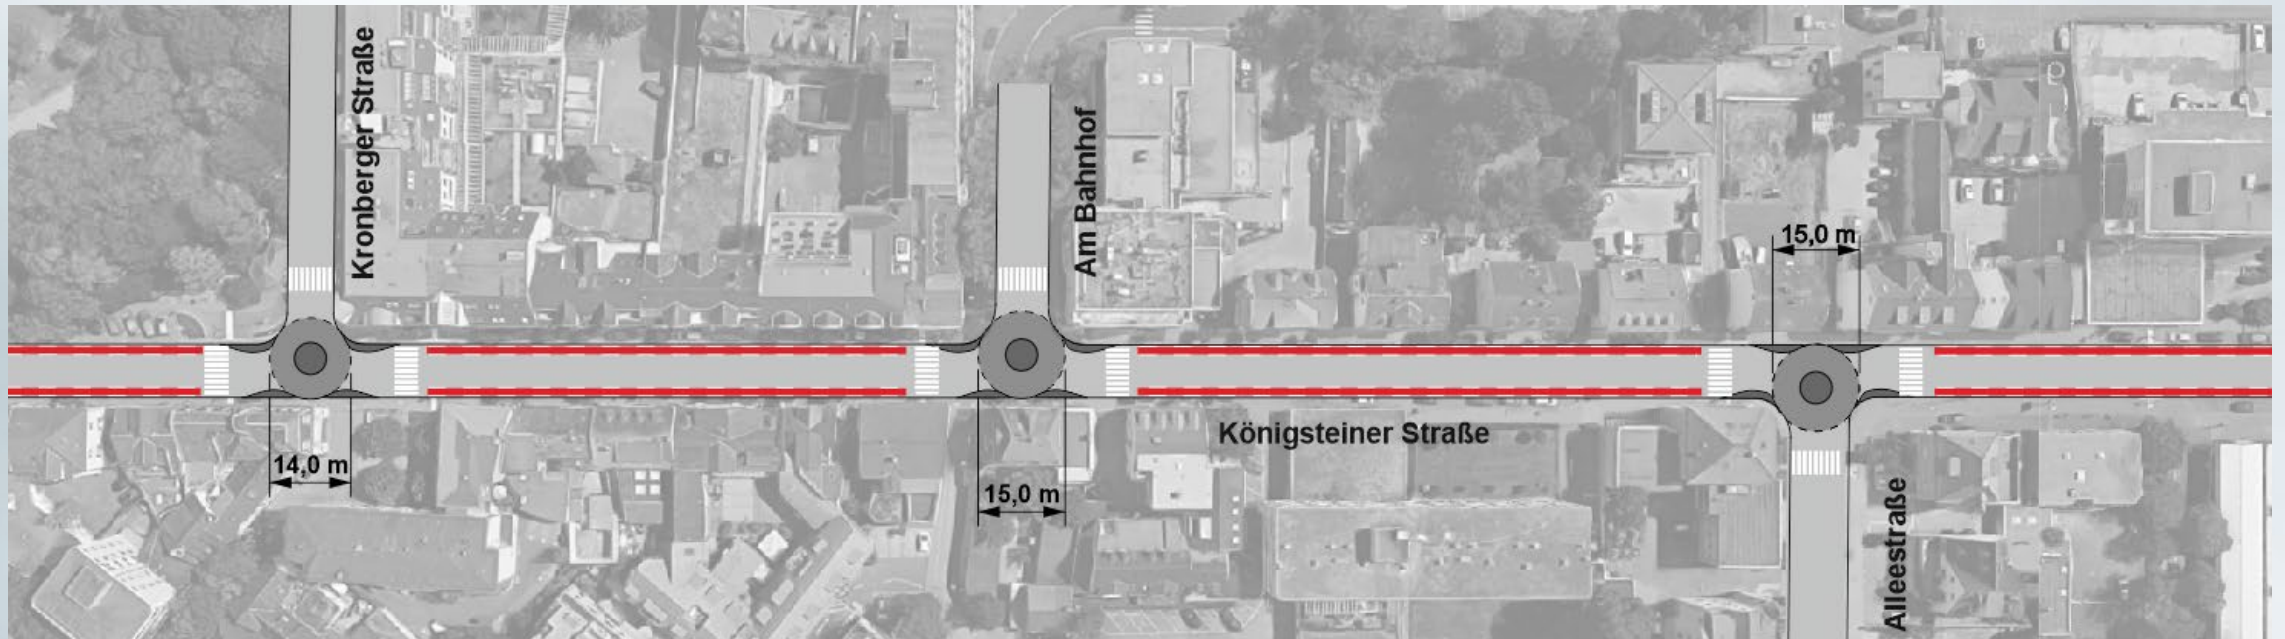 Kronberger Straße
Am Bahnhof
15,0 m
Königsteiner Straße
14,0 m
15,0 m
Alleestraße